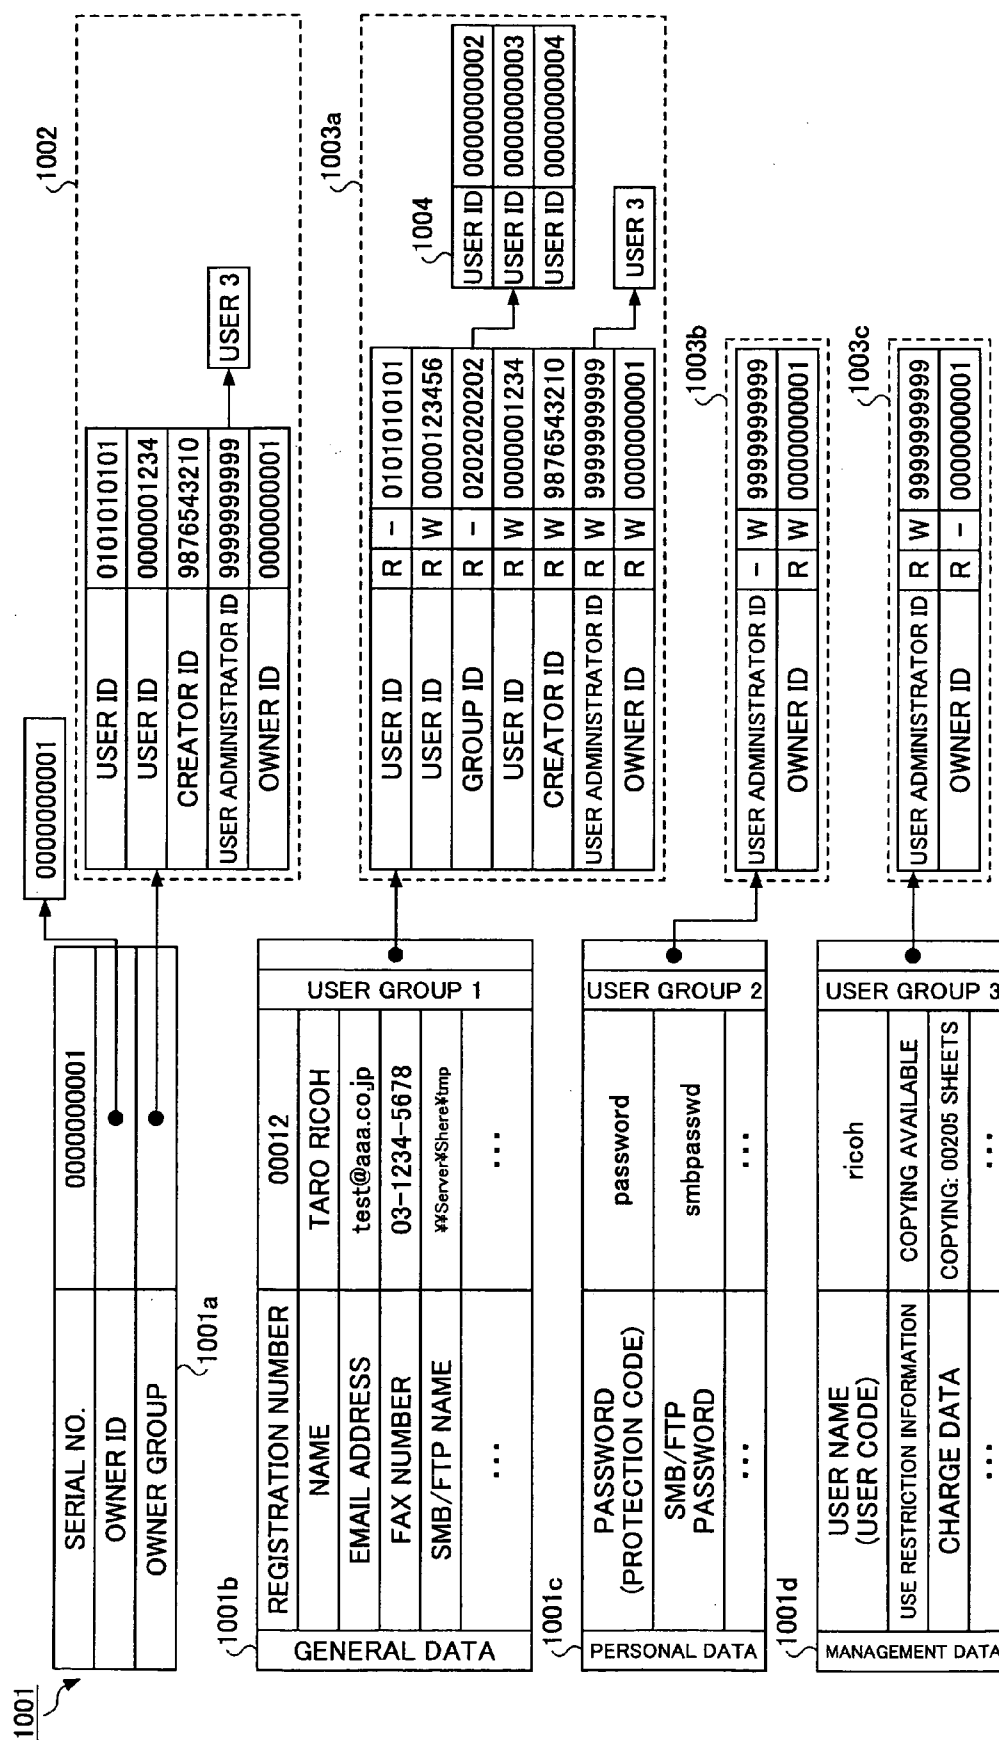 1001
SERIAL NO. 0000000001
OWNER ID
OWNER GROUP
1001a
0000000001
1002
USER ID 0101010101
USER ID 0000001234
CREATOR ID 9876543210
USER ADMINISTRATOR ID 9999999999
OWNER ID 0000000001
USER 3
1001b
GENERAL DATA
REGISTRATION NUMBER 00012
NAME TARO RICOH
EMAIL ADDRESS test@aaa.co.jp
FAX NUMBER 03-1234-5678
SMB/FTP NAME ¥¥Server¥Shere¥tmp
... ...
USER GROUP 1
1003a
USER ID R - 0101010101
USER ID R W 0000123456
GROUP ID R - 0202020202
USER ID R W 0000001234
CREATOR ID R W 9876543210
USER ADMINISTRATOR ID R W 9999999999
OWNER ID R W 0000000001
1004
USER ID 0000000002
USER ID 0000000003
USER ID 0000000004
USER 3
1001c
PERSONAL DATA
PASSWORD
(PROTECTION CODE) password
SMB/FTP
PASSWORD smbpasswd
... ...
USER GROUP 2
1003b
USER ADMINISTRATOR ID - W 9999999999
OWNER ID R W 0000000001
1001d
MANAGEMENT DATA
USER NAME
(USER CODE) ricoh
USE RESTRICTION INFORMATION COPYING AVAILABLE
CHARGE DATA COPYING: 00205 SHEETS
... ...
USER GROUP 3
1003c
USER ADMINISTRATOR ID R W 9999999999
OWNER ID R - 0000000001